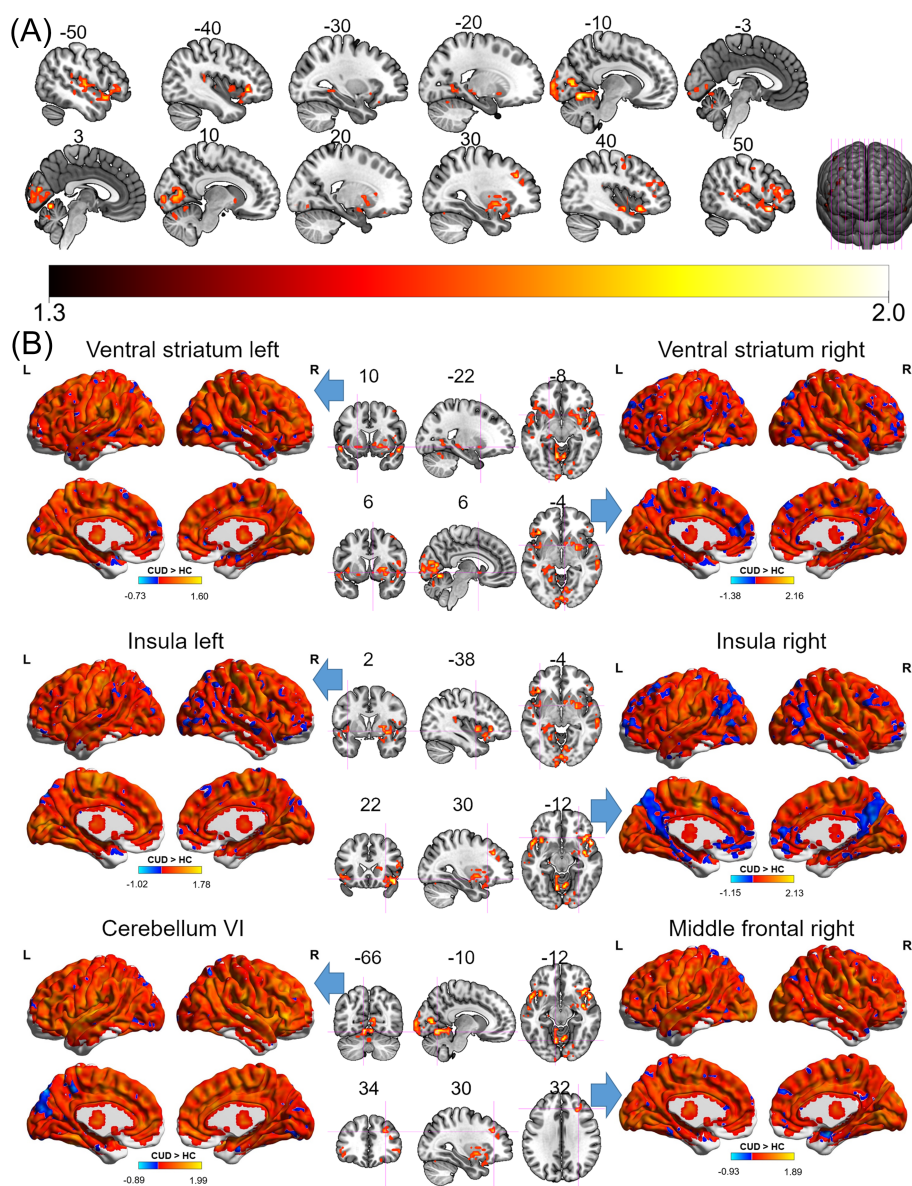 (A)
-50 -40 -30 -20 -10 -3
3 10 20 30 40 50
1.3 2.0
(B)
Ventral striatum left Ventral striatum right
L R 10 -22 -8 L R
6 6 -4
CUD > HC CUD > HC
-0.73 1.60 -1.38 2.16
Insula left Insula right
L R 2 -38 -4 L R
22 30 -12
CUD > HC CUD > HC
-1.02 1.78 -1.15 2.13
Cerebellum VI Middle frontal right
L R -66 -10 -12 L R
34 30 32
CUD > HC CUD > HC
-0.89 1.99 -0.93 1.89